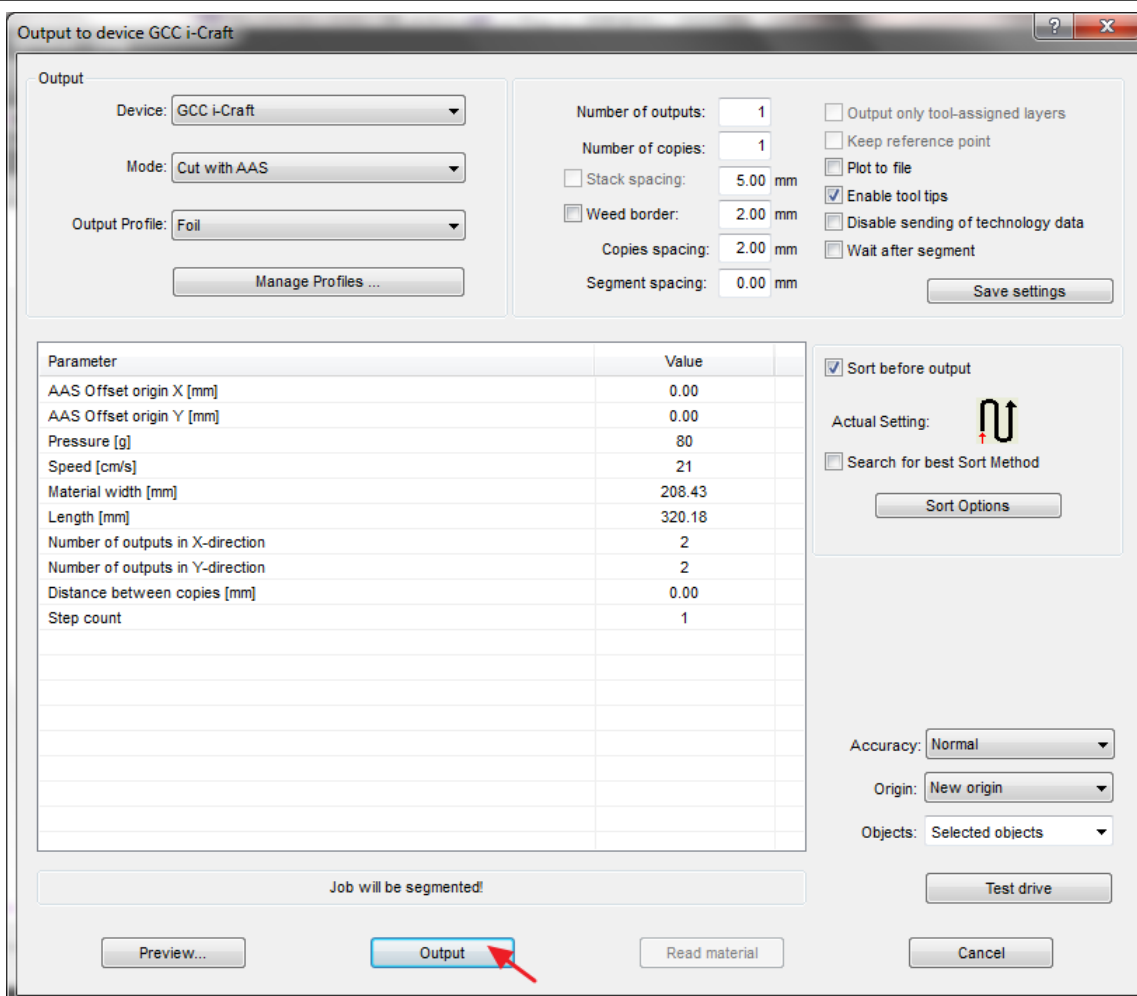 Output to device GCC i-Craft
?
X
Output
Device: GCC i-Craft
Mode: Cut with AAS
Output Profile: Foil
Manage Profiles ...
Number of outputs: 1
Number of copies: 1
Stack spacing: 5.00 mm
Weed border: 2.00 mm
Copies spacing: 2.00 mm
Segment spacing: 0.00 mm
Output only tool-assigned layers
Keep reference point
Plot to file
Enable tool tips
Disable sending of technology data
Wait after segment
Save settings
Parameter Value
AAS Offset origin X [mm] 0.00
AAS Offset origin Y [mm] 0.00
Pressure [g] 80
Speed [cm/s] 21
Material width [mm] 208.43
Length [mm] 320.18
Number of outputs in X-direction 2
Number of outputs in Y-direction 2
Distance between copies [mm] 0.00
Step count 1
Sort before output
Actual Setting:
Search for best Sort Method
Sort Options
Accuracy: Normal
Origin: New origin
Objects: Selected objects
Job will be segmented!
Test drive
Preview...
Output
Read material
Cancel